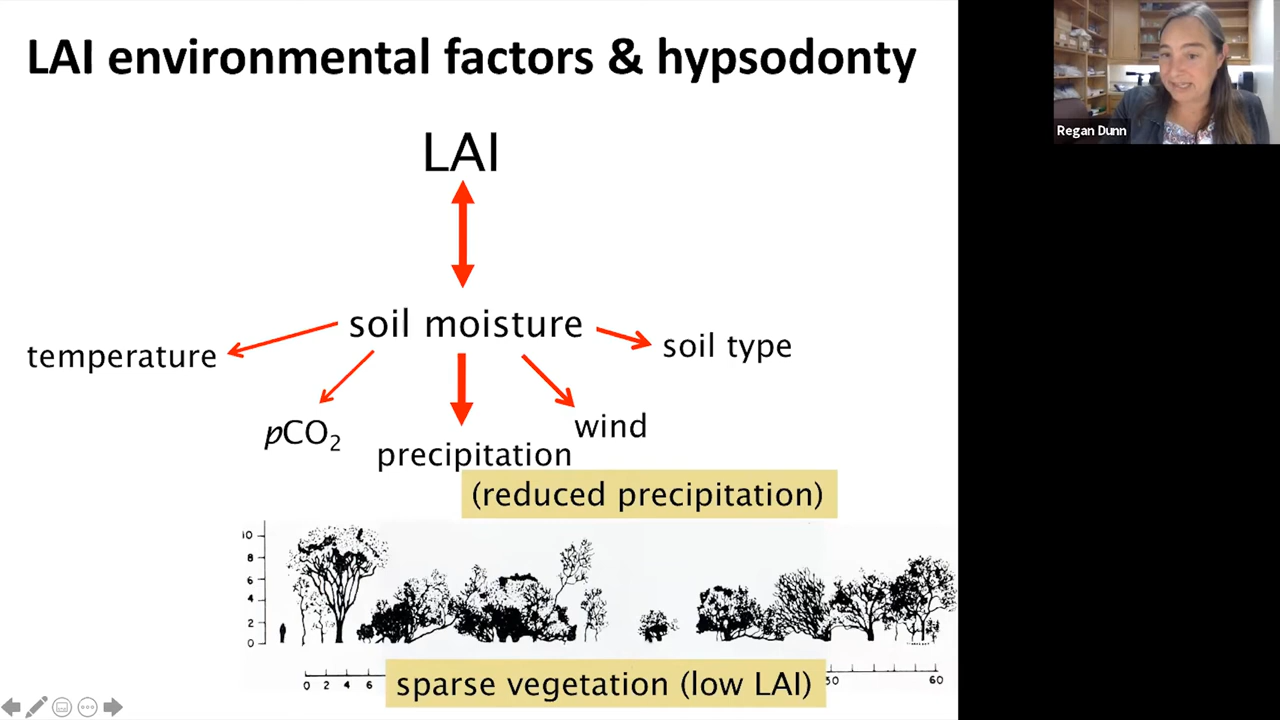 LAI environmental factors & hypsodonty
Regan Dunn
LAI
soil moisture
temperature
soil type
pCO₂
wind
precipitation
(reduced precipitation)
10
8
6
4
2
0
0 2 4 6
60
sparse vegetation (low LAI)